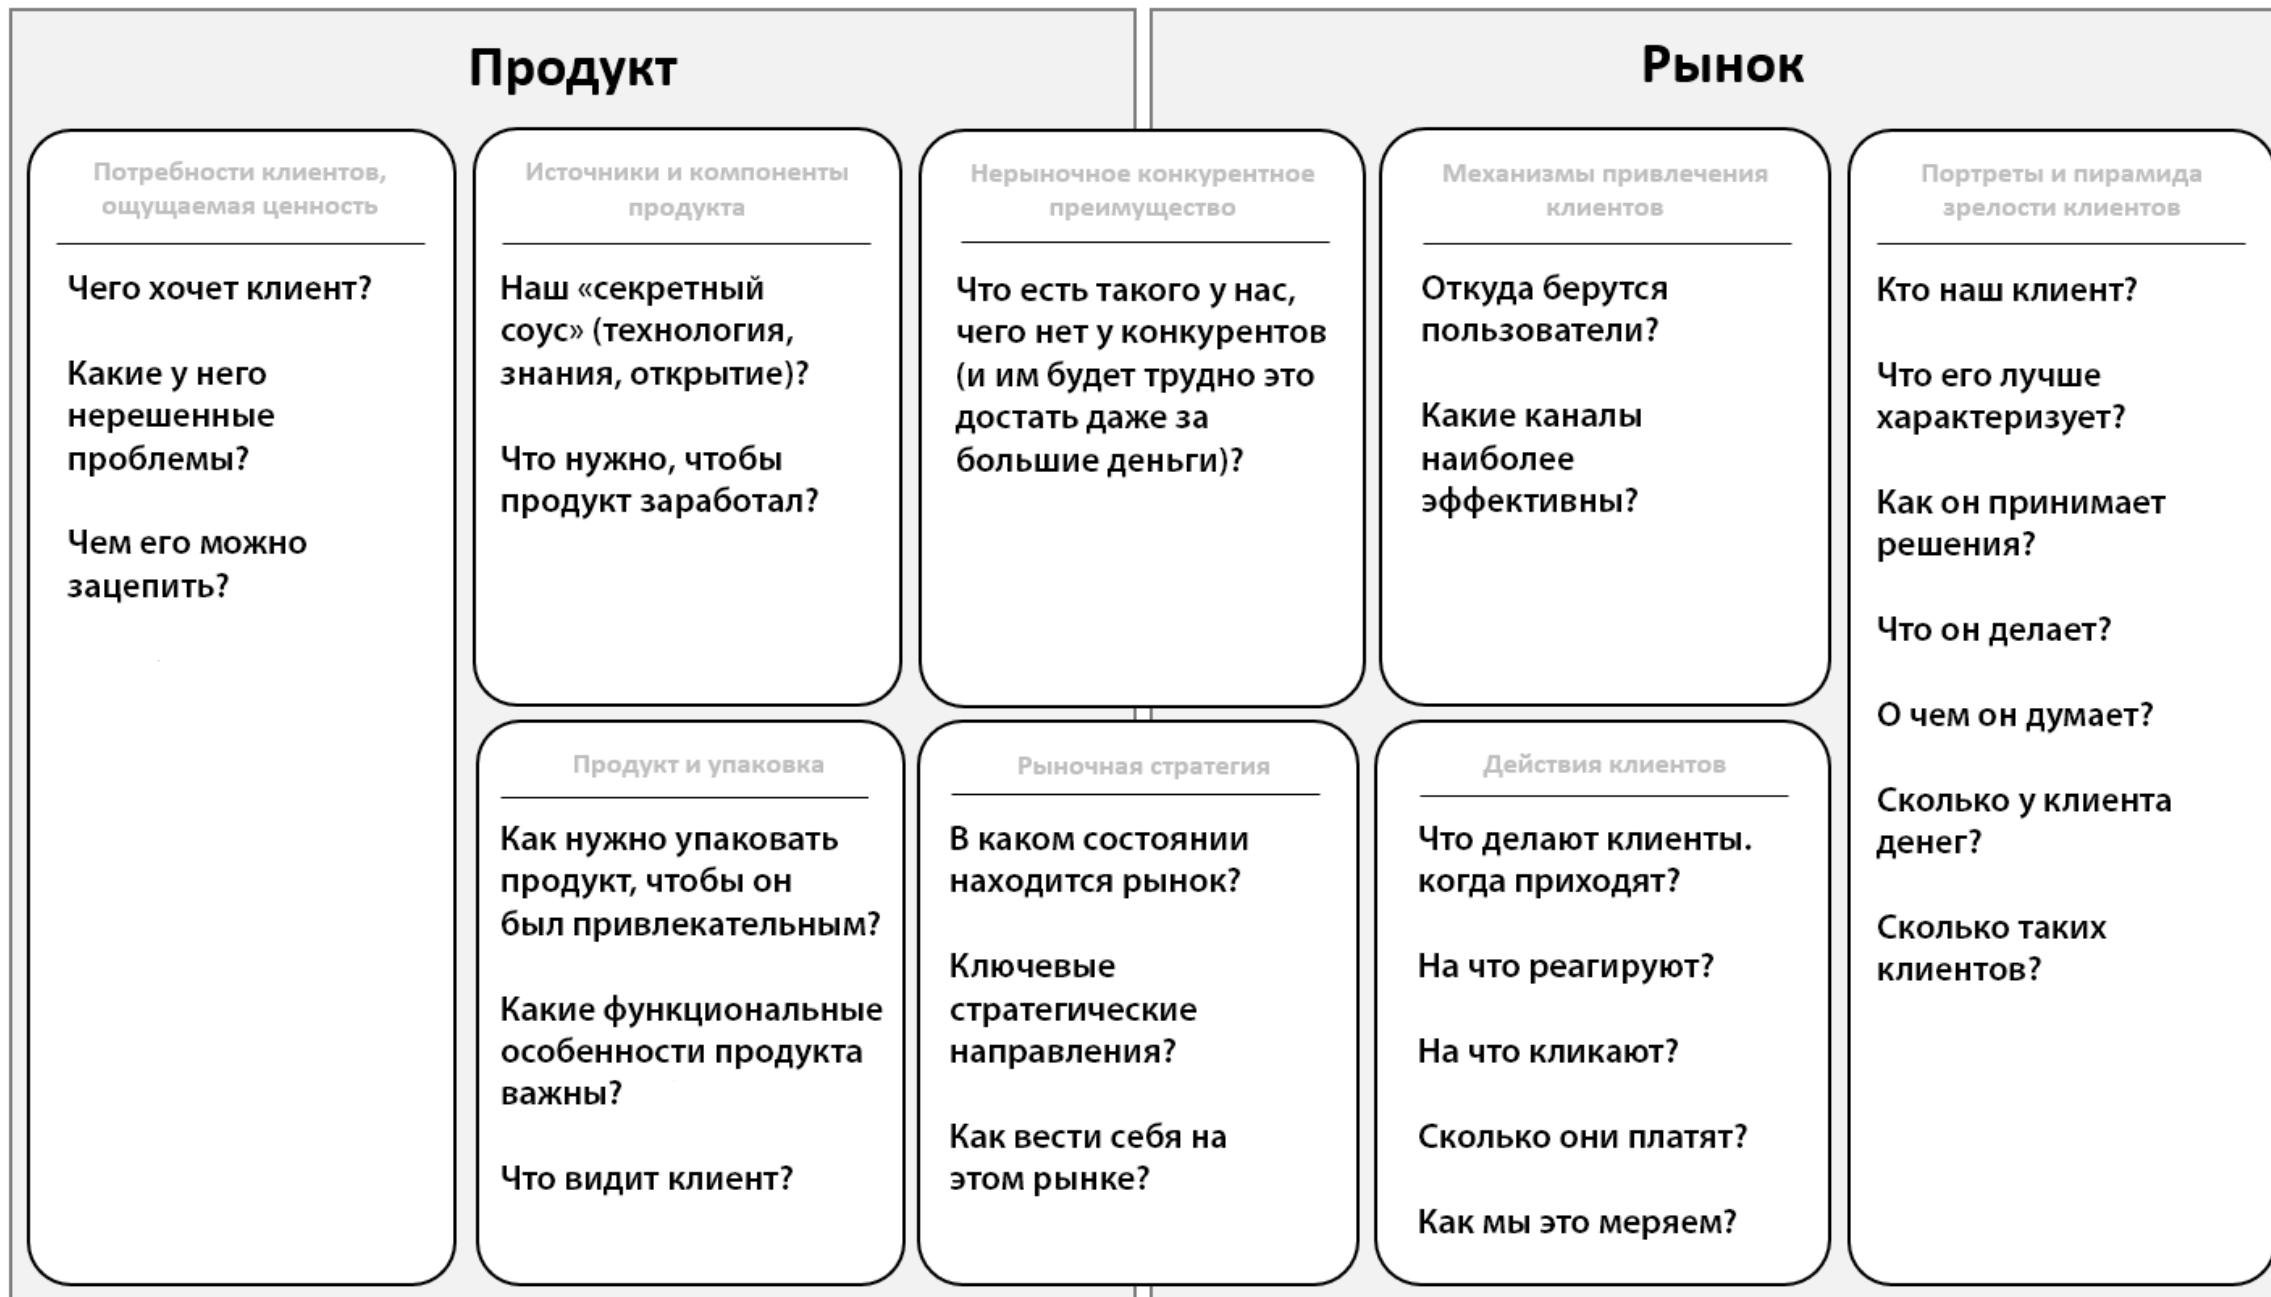 Продукт
Рынок
Потребности клиентов,
ощущаемая ценность
Чего хочет клиент?
Какие у него
нерешенные
проблемы?
Чем его можно
зацепить?
Источники и компоненты
продукта
Наш «секретный
соус» (технология,
знания, открытие)?
Что нужно, чтобы
продукт заработал?
Нерыночное конкурентное
преимущество
Что есть такого у нас,
чего нет у конкурентов
(и им будет трудно это
достать даже за
большие деньги)?
Механизмы привлечения
клиентов
Откуда берутся
пользователи?
Какие каналы
наиболее
эффективны?
Портреты и пирамида
зрелости клиентов
Кто наш клиент?
Что его лучше
характеризует?
Как он принимает
решения?
Что он делает?
О чем он думает?
Сколько у клиента
денег?
Сколько таких
клиентов?
Продукт и упаковка
Как нужно упаковать
продукт, чтобы он
был привлекательным?
Какие функциональные
особенности продукта
важны?
Что видит клиент?
Рыночная стратегия
В каком состоянии
находится рынок?
Ключевые
стратегические
направления?
Как вести себя на
этом рынке?
Действия клиентов
Что делают клиенты.
когда приходят?
На что реагируют?
На что кликают?
Сколько они платят?
Как мы это меряем?